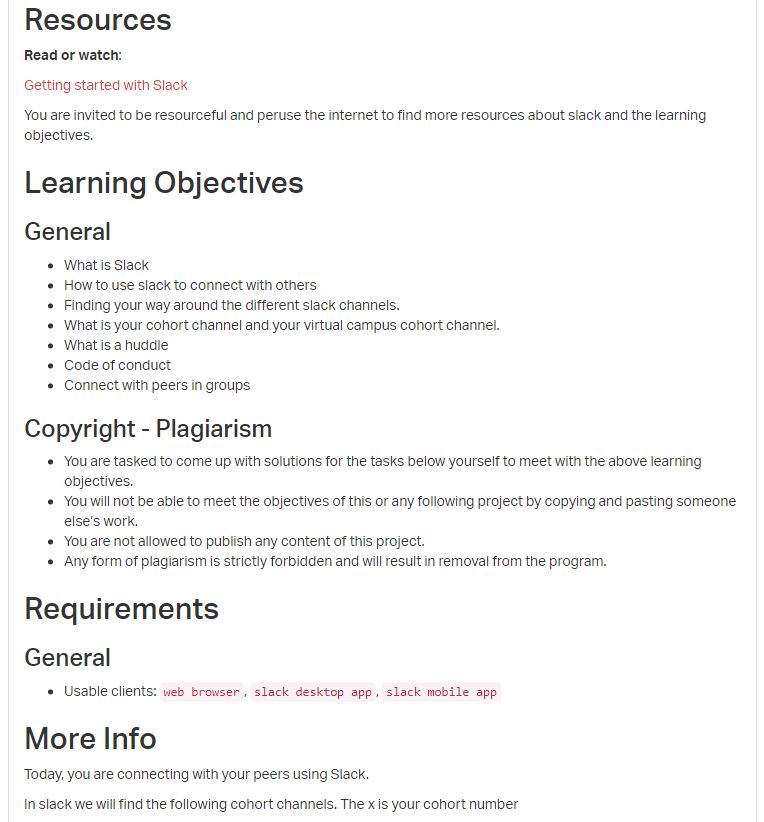 Resources
Read or watch:
Getting started with Slack
You are invited to be resourceful and peruse the internet to find more resources about slack and the learning
objectives.
Learning Objectives
General
• What is Slack
• How to use slack to connect with others
• Finding your way around the different slack channels.
• What is your cohort channel and your virtual campus cohort channel.
• What is a huddle
• Code of conduct
• Connect with peers in groups
Copyright - Plagiarism
• You are tasked to come up with solutions for the tasks below yourself to meet with the above learning
objectives.
• You will not be able to meet the objectives of this or any following project by copying and pasting someone
else’s work.
• You are not allowed to publish any content of this project.
• Any form of plagiarism is strictly forbidden and will result in removal from the program.
Requirements
General
• Usable clients: web browser, slack desktop app, slack mobile app
More Info
Today, you are connecting with your peers using Slack.
In slack we will find the following cohort channels. The x is your cohort number